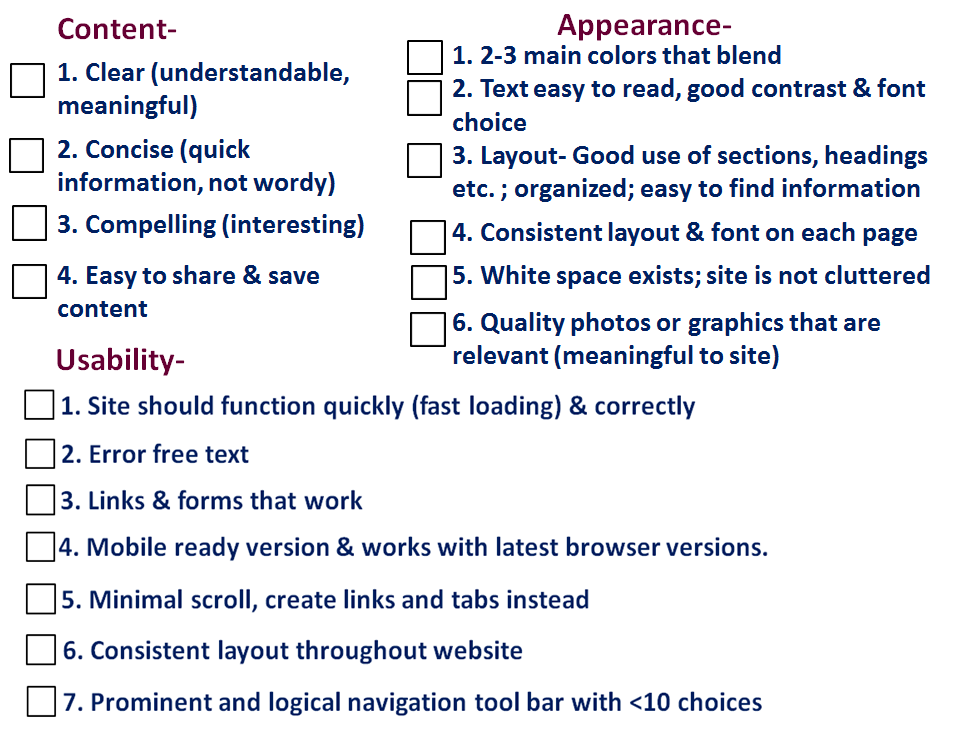 Content-
1. Clear (understandable,
meaningful)
2. Concise (quick
information, not wordy)
3. Compelling (interesting)
4. Easy to share & save
content
Appearance-
1. 2-3 main colors that blend
2. Text easy to read, good contrast & font
choice
3. Layout- Good use of sections, headings
etc. ; organized; easy to find information
4. Consistent layout & font on each page
5. White space exists; site is not cluttered
6. Quality photos or graphics that are
relevant (meaningful to site)
Usability-
1. Site should function quickly (fast loading) & correctly
2. Error free text
3. Links & forms that work
4. Mobile ready version & works with latest browser versions.
5. Minimal scroll, create links and tabs instead
6. Consistent layout throughout website
7. Prominent and logical navigation tool bar with <10 choices